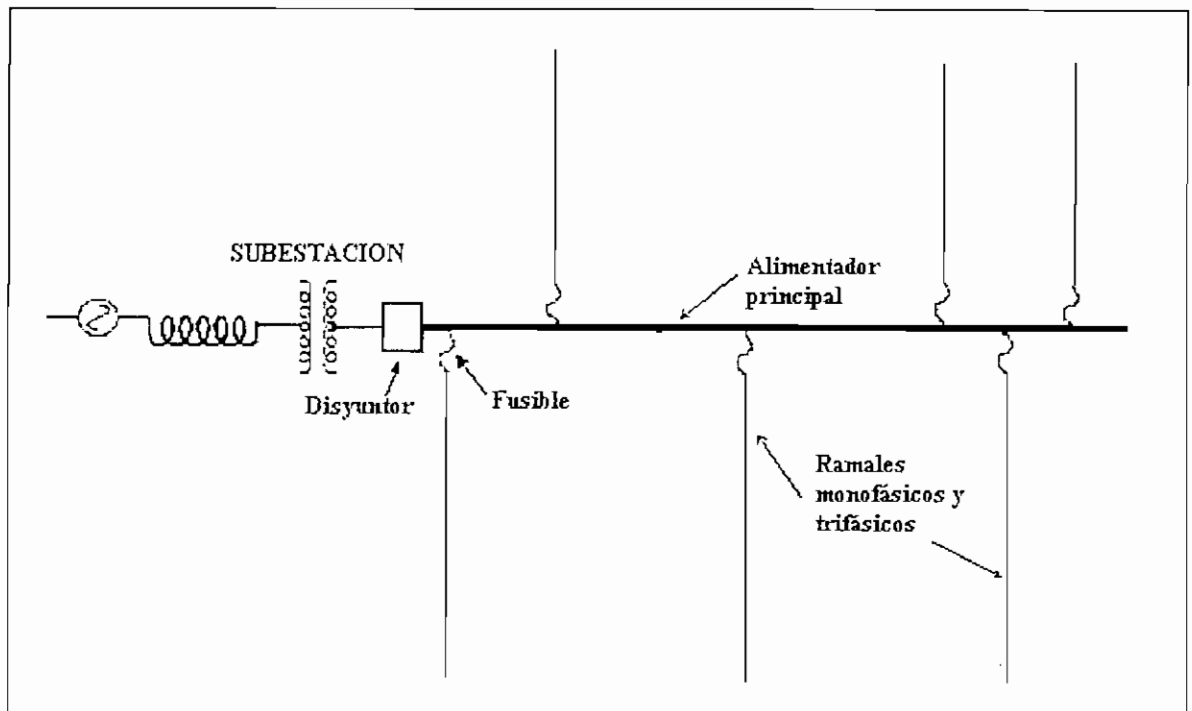 SUBESTACION
Alimentador
principal
Disyuntor
Fusible
Ramales
monofásicos y
trifásicos